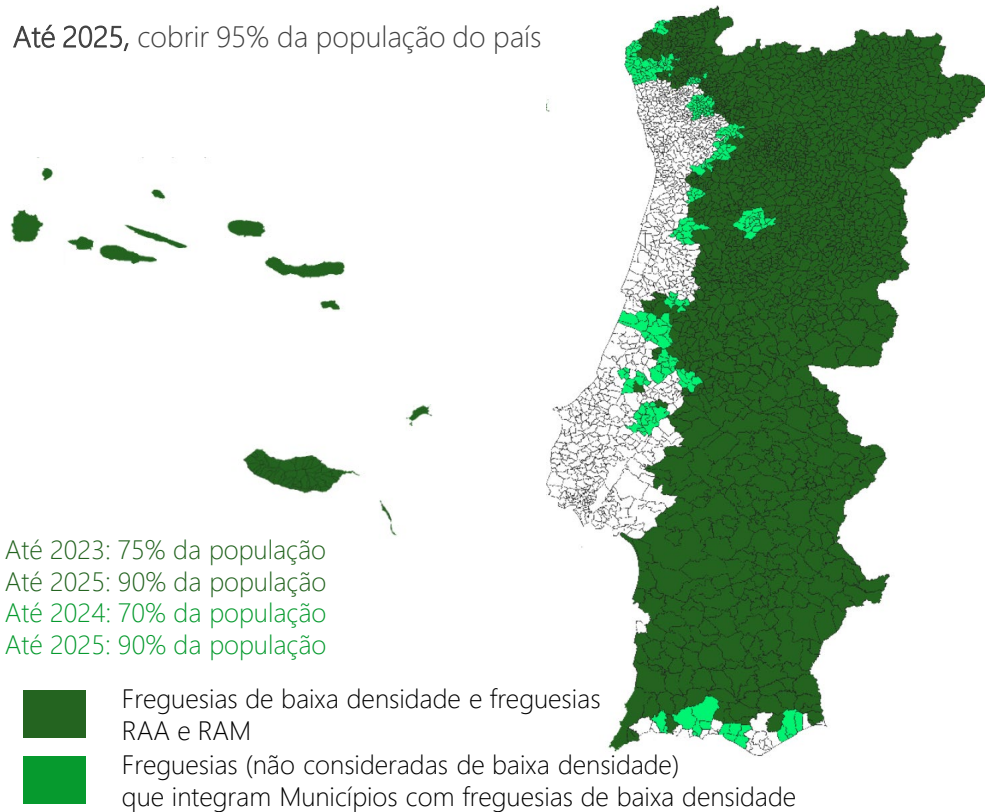 Até 2025, cobrir 95% da população do país
Até 2023: 75% da população
Até 2025: 90% da população
Até 2024: 70% da população
Até 2025: 90% da população
Freguesias de baixa densidade e freguesias
RAA e RAM
Freguesias (não consideradas de baixa densidade)
que integram Municípios com freguesias de baixa densidade